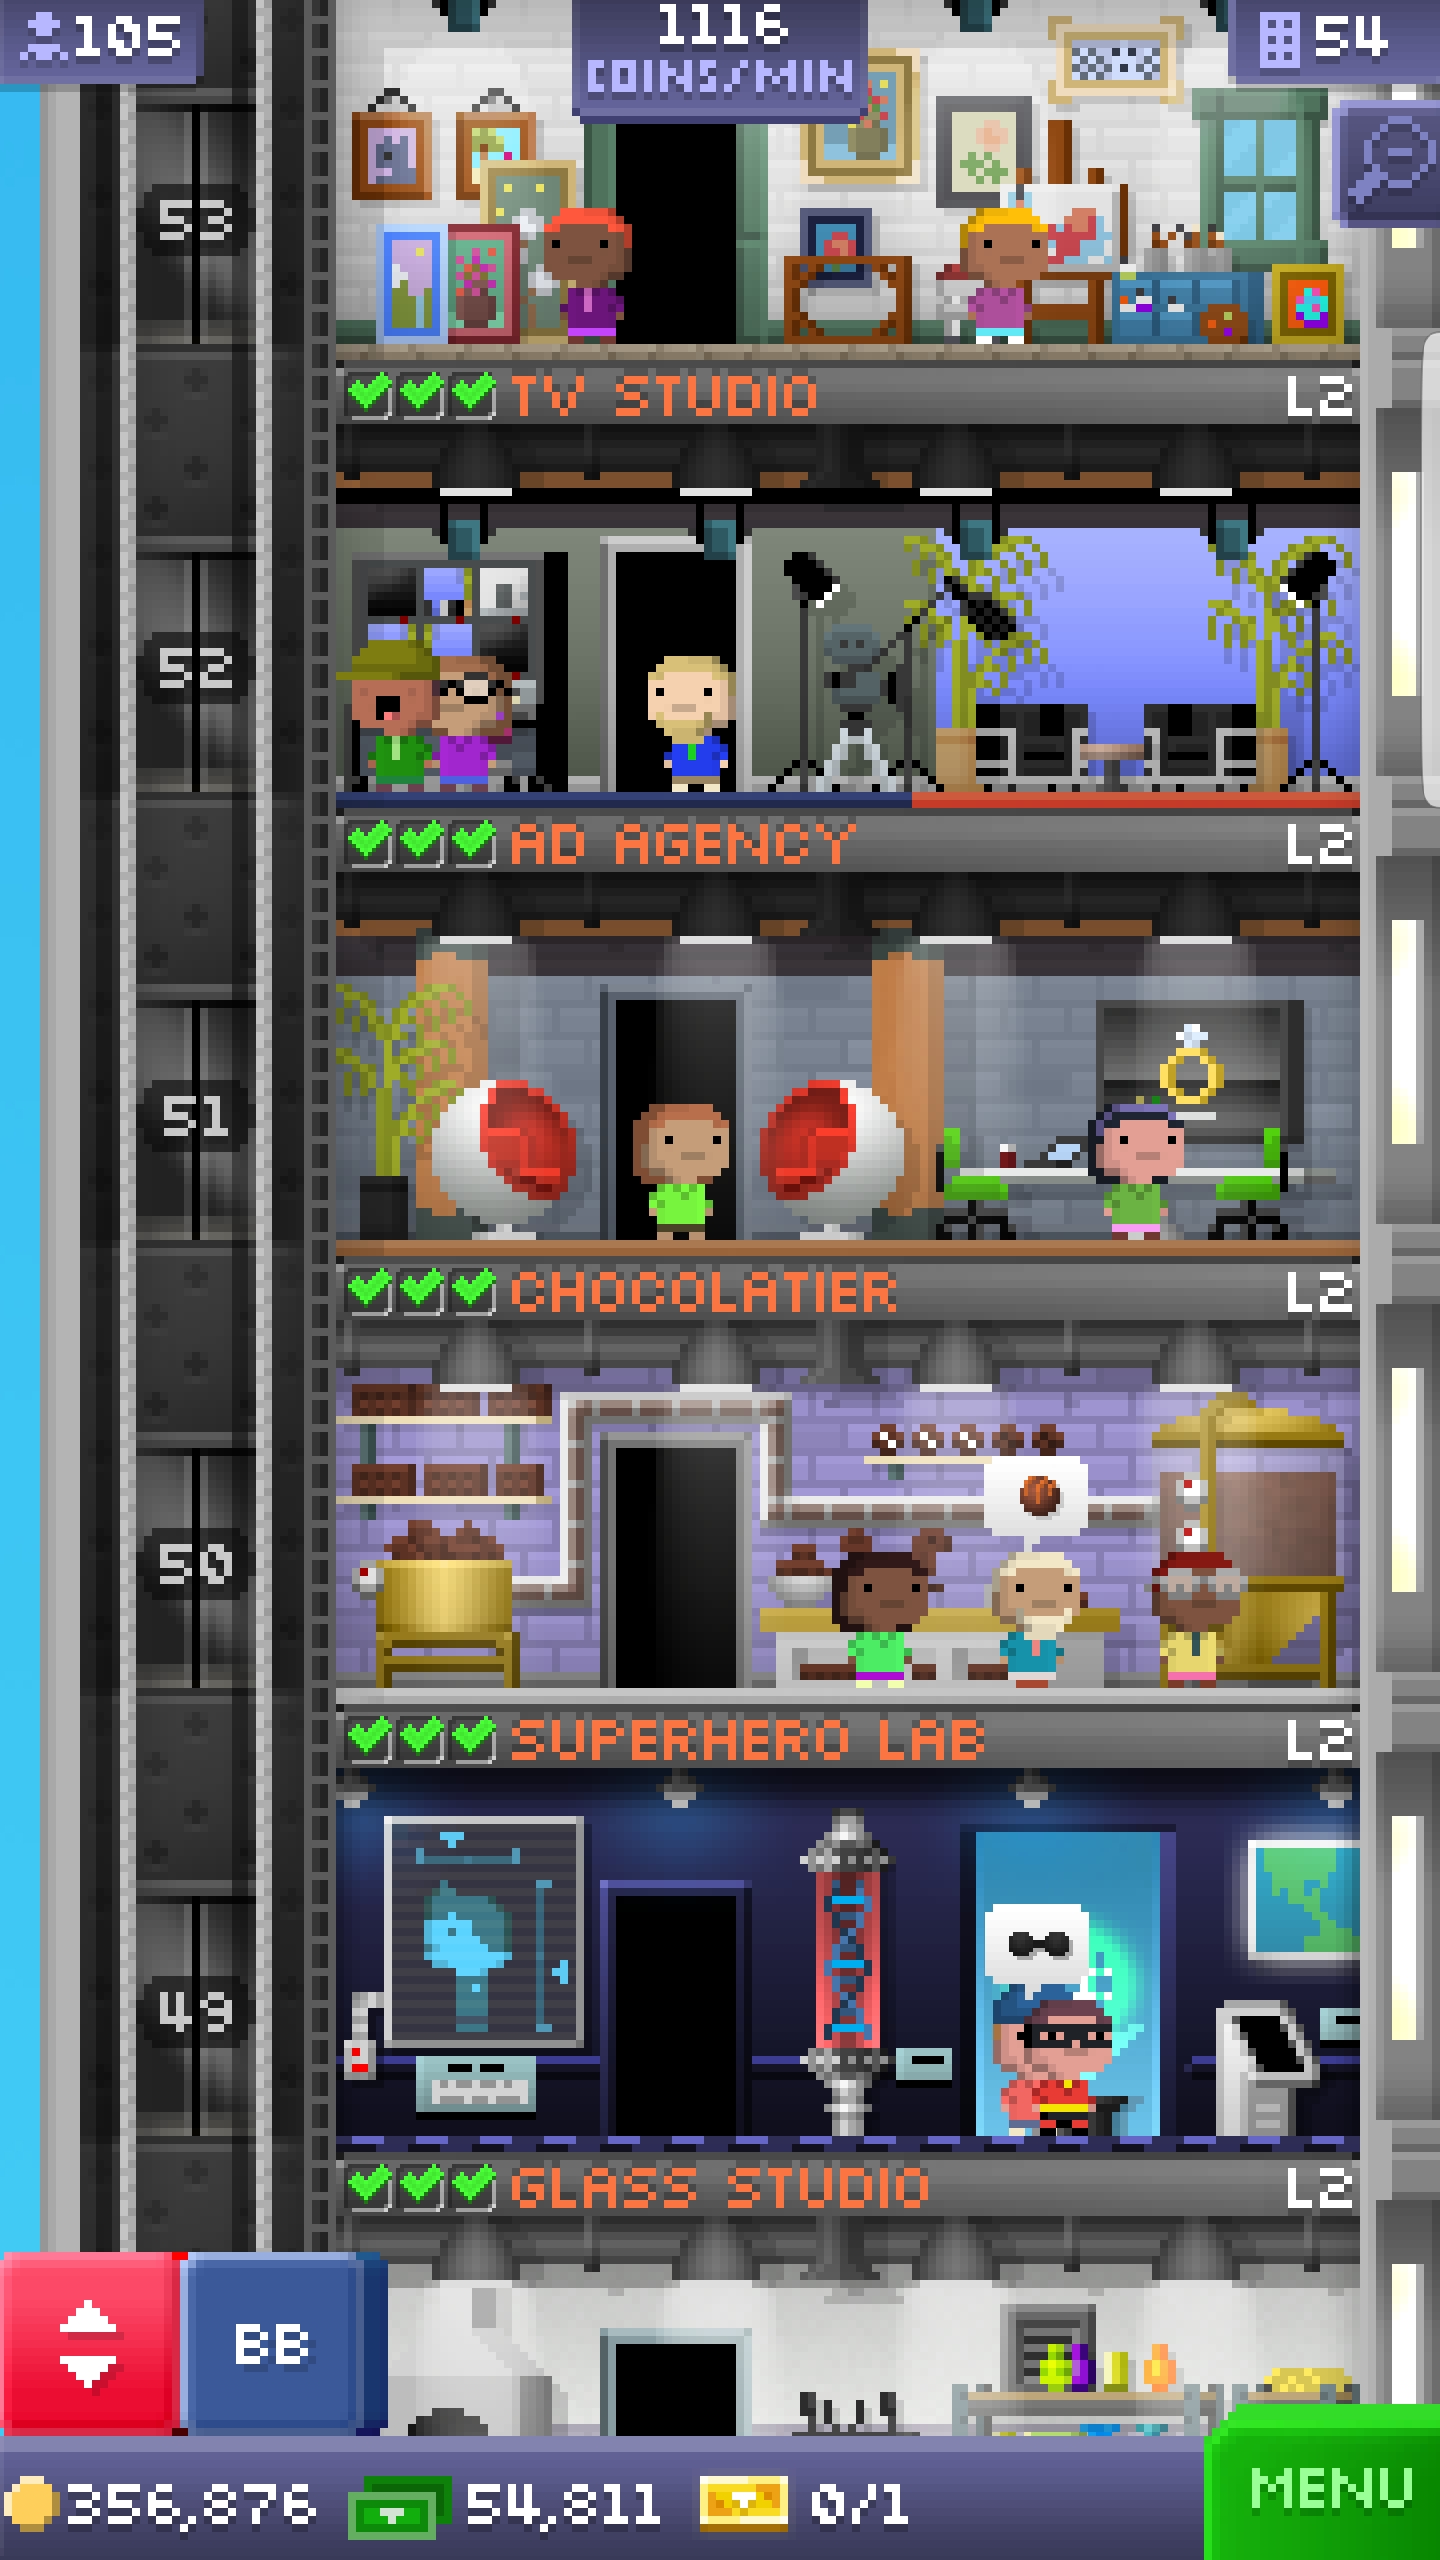 105
1116
COINS/MIN
54
53
TV STUDIO L2
52
AD AGENCY L2
51
CHOCOLATIER L2
50
SUPERHERO LAB L2
49
GLASS STUDIO L2
BB
356,876 54,811 0/1
MENU